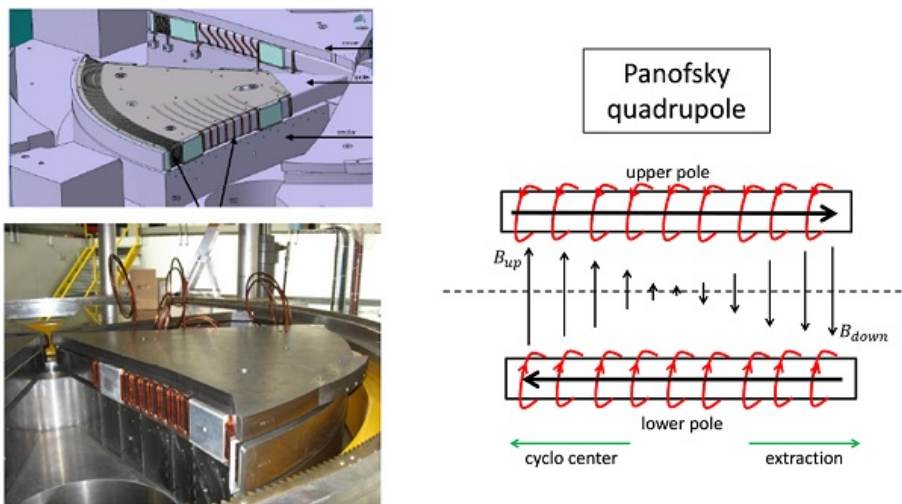 Panofsky
quadrupole
upper pole
B_up
B_down
lower pole
cyclo center
extraction